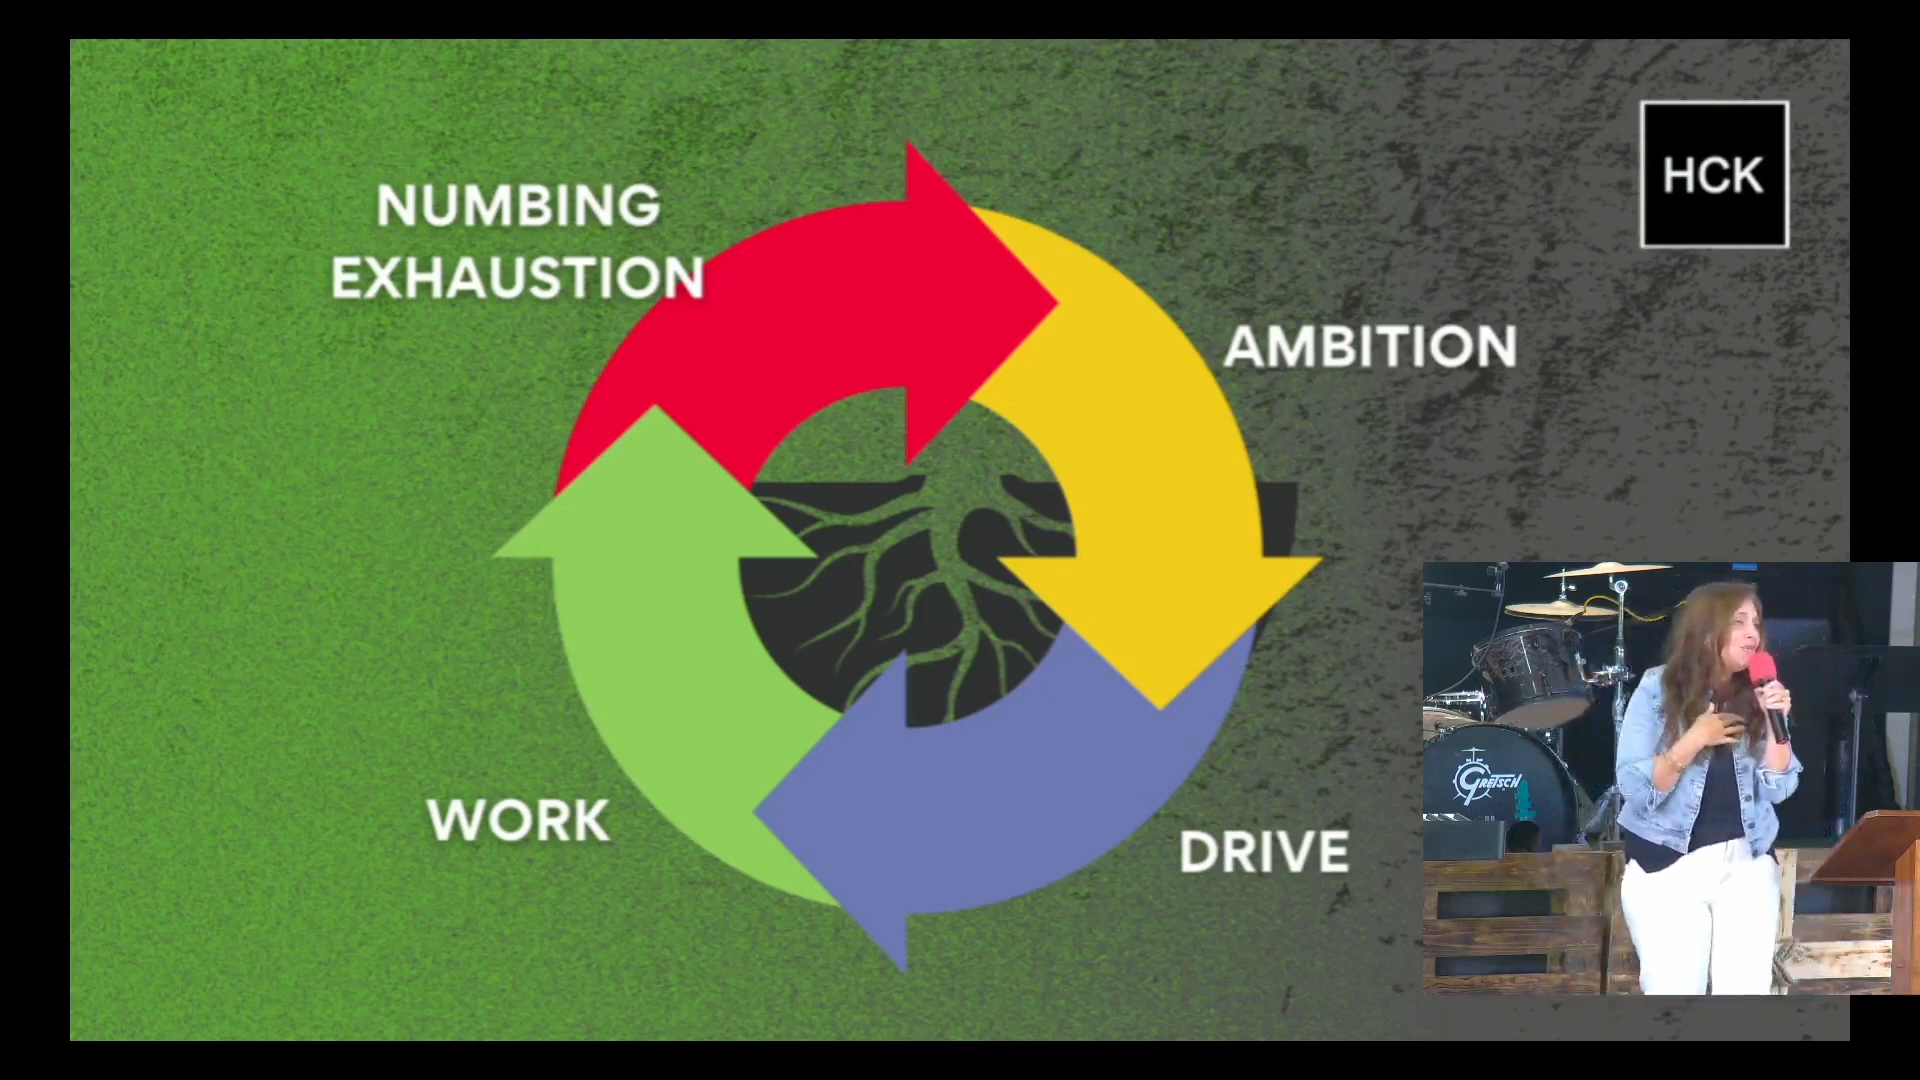 NUMBING
EXHAUSTION
HCK
AMBITION
WORK
DRIVE
GRETSCH